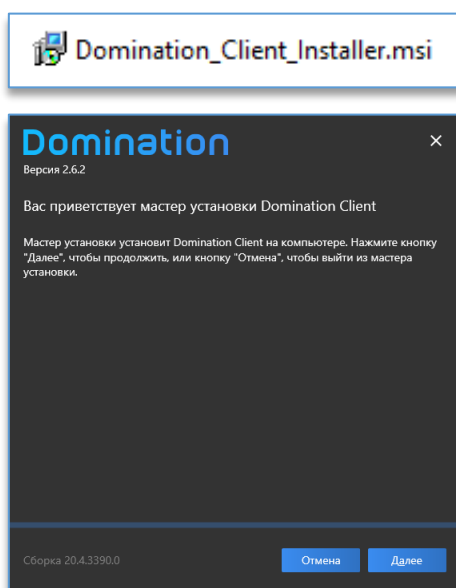 Domination_Client_Installer.msi
Domination
Версия 2.6.2
Вас приветствует мастер установки Domination Client
Мастер установки установит Domination Client на компьютере. Нажмите кнопку
"Далее", чтобы продолжить, или кнопку "Отмена", чтобы выйти из мастера
установки.
Сборка 20.4.3390.0
Отмена
Далее